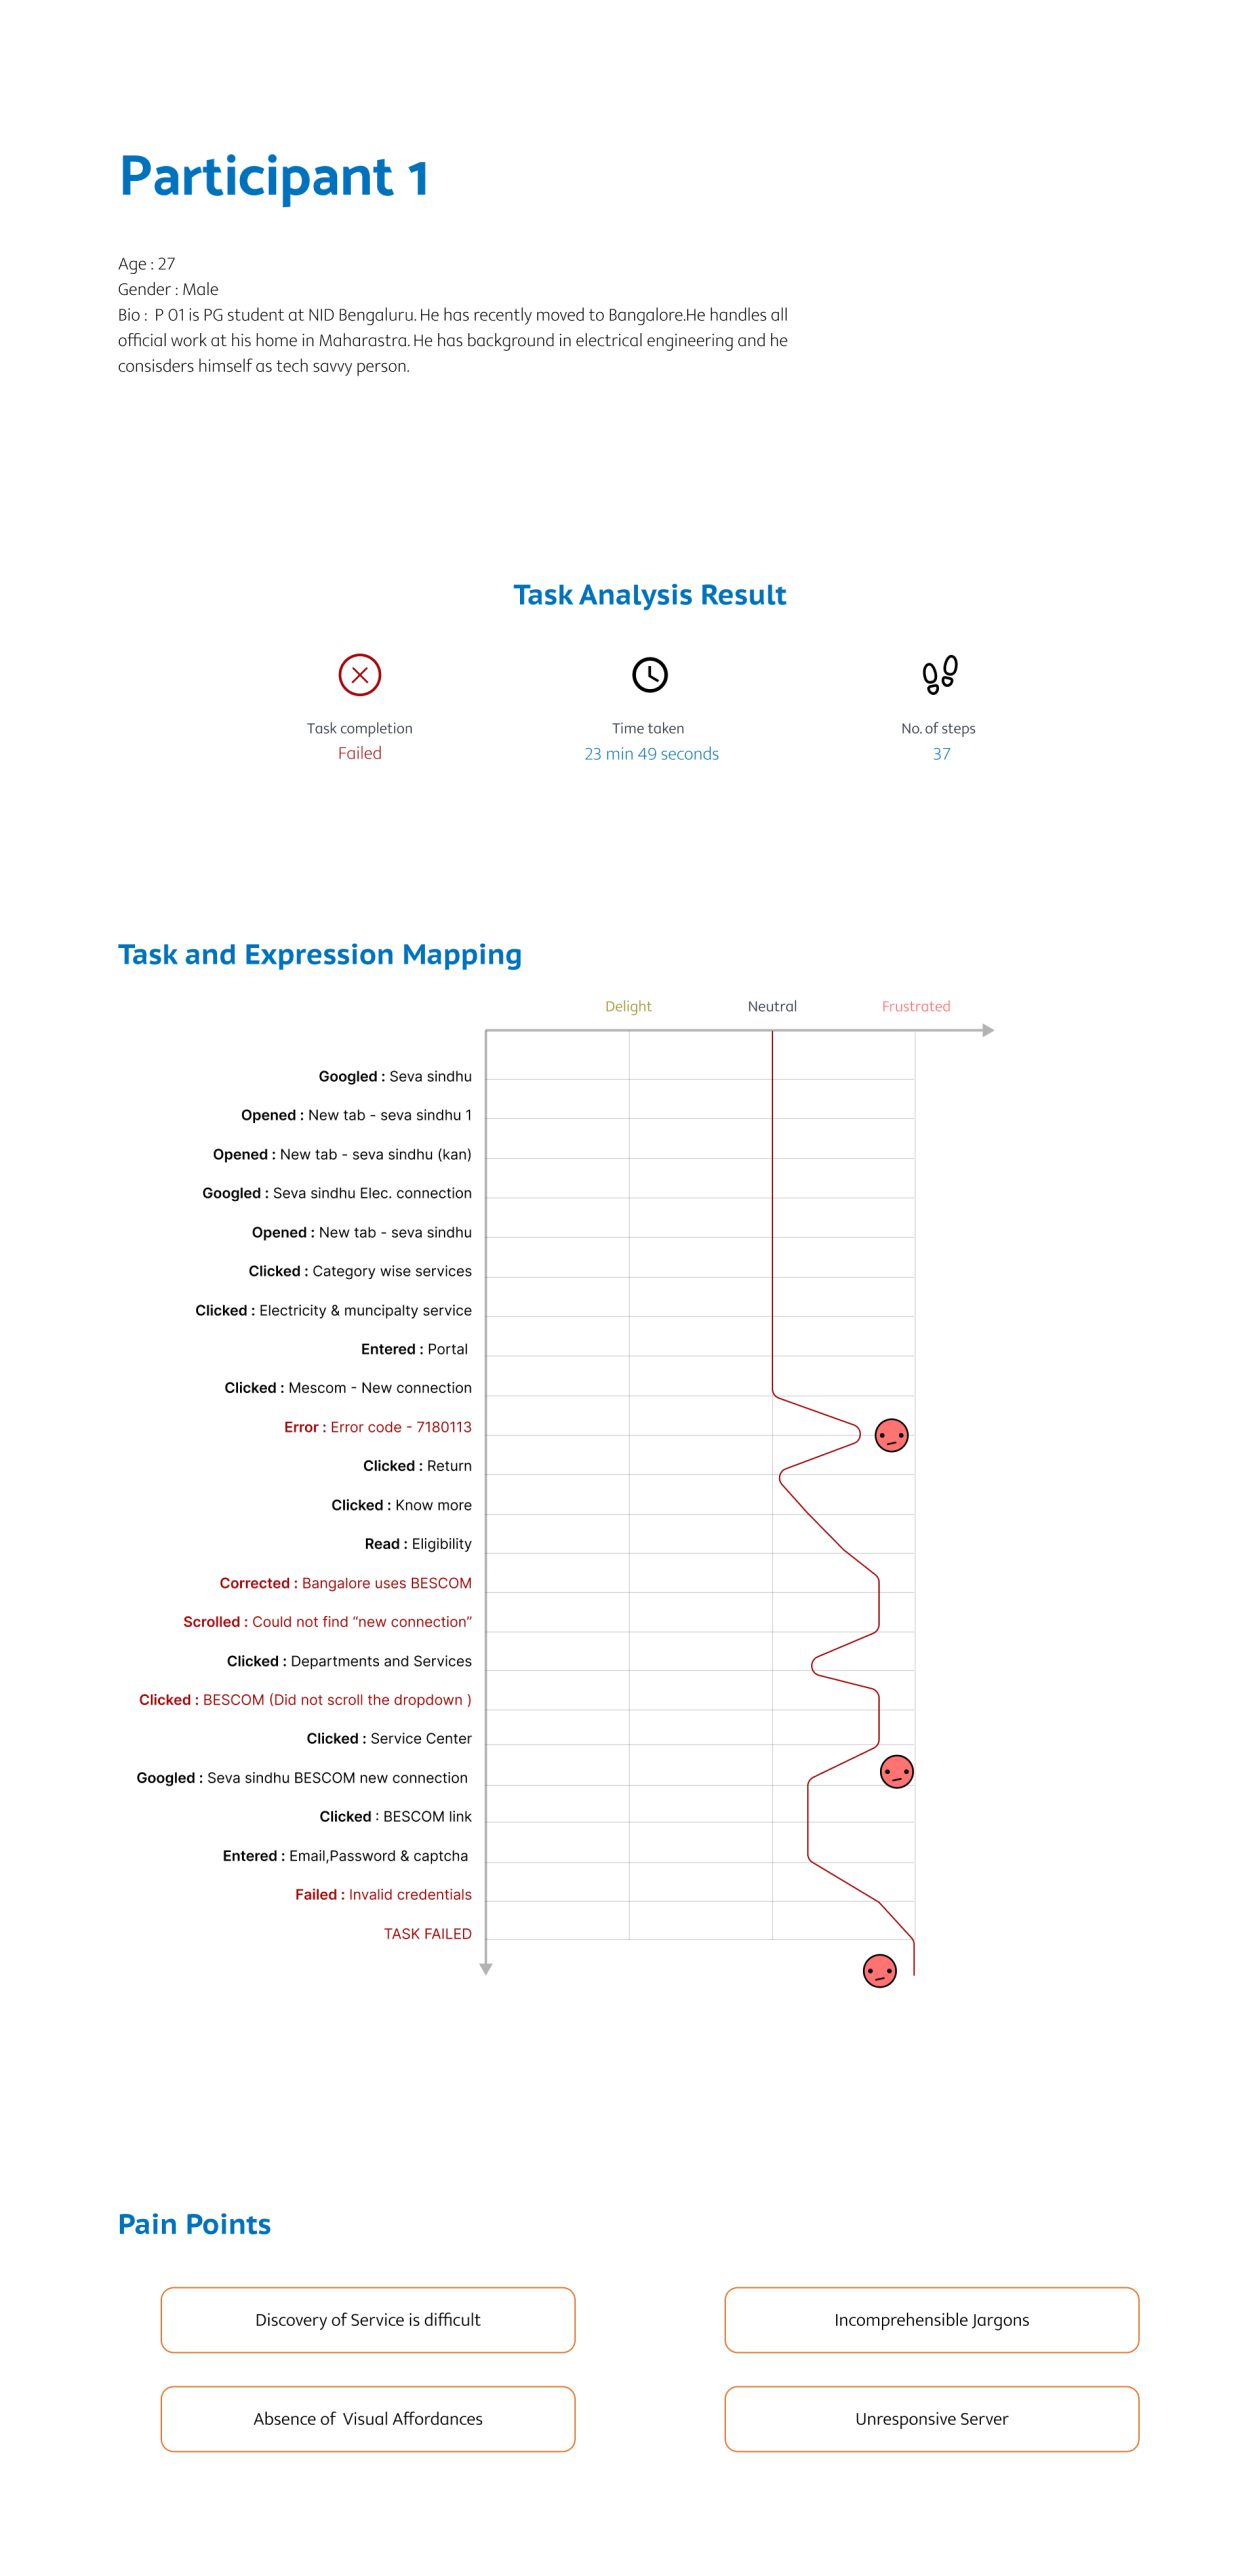 Participant 1
Age : 27
Gender : Male
Bio :  P 01 is PG student at NID Bengaluru. He has recently moved to Bangalore.He handles all
official work at his home in Maharastra. He has background in electrical engineering and he
consisders himself as tech savvy person.
Task Analysis Result
Task completion
Failed
Time taken
23 min 49 seconds
No. of steps
37
Task and Expression Mapping
Delight
Neutral
Frustrated
Googled : Seva sindhu
Opened : New tab - seva sindhu 1
Opened : New tab - seva sindhu (kan)
Googled : Seva sindhu Elec. connection
Opened : New tab - seva sindhu
Clicked : Category wise services
Clicked : Electricity & muncipalty service
Entered : Portal
Clicked : Mescom - New connection
Error : Error code - 7180113
Clicked : Return
Clicked : Know more
Read : Eligibility
Corrected : Bangalore uses BESCOM
Scrolled : Could not find “new connection”
Clicked : Departments and Services
Clicked : BESCOM (Did not scroll the dropdown )
Clicked : Service Center
Googled : Seva sindhu BESCOM new connection
Clicked : BESCOM link
Entered : Email,Password & captcha
Failed : Invalid credentials
TASK FAILED
Pain Points
Discovery of Service is difficult
Incomprehensible Jargons
Absence of  Visual Affordances
Unresponsive Server